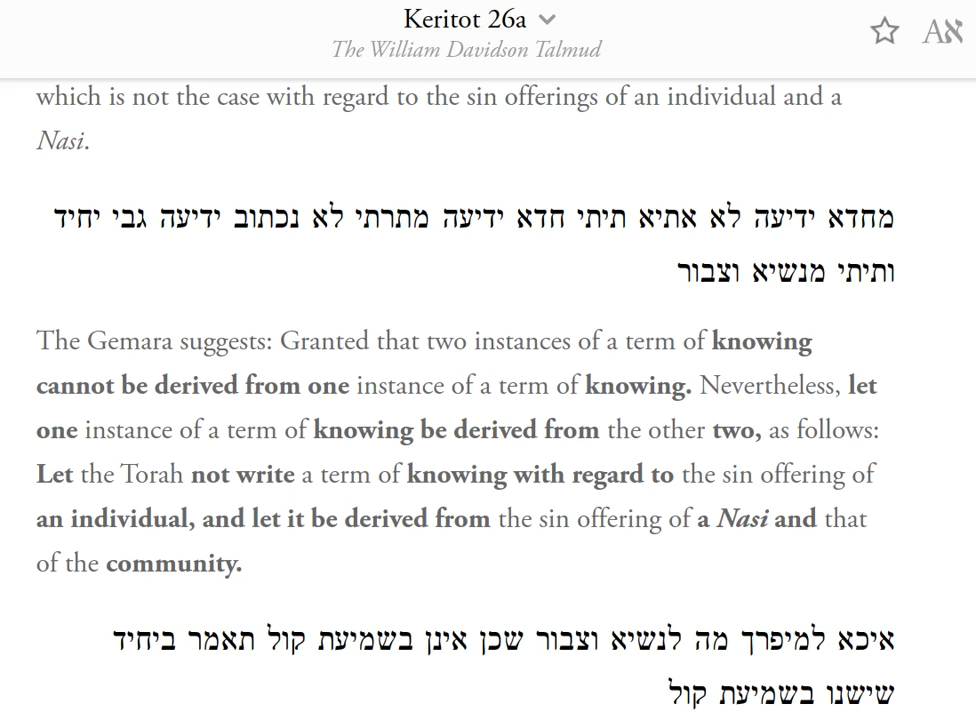 Keritot 26a
The William Davidson Talmud
Aא
which is not the case with regard to the sin offerings of an individual and a
Nasi.
מחדא ידיעה לא אתיא תיתי חדא ידיעה מתרתי לא נכתוב ידיעה גבי יחיד
ותיתי מנשיא וצבור
The Gemara suggests: Granted that two instances of a term of knowing
cannot be derived from one instance of a term of knowing. Nevertheless, let
one instance of a term of knowing be derived from the other two, as follows:
Let the Torah not write a term of knowing with regard to the sin offering of
an individual, and let it be derived from the sin offering of a Nasi and that
of the community.
איכא למיפרך מה לנשיא וצבור שכן אינן בשמיעת קול תאמר ביחיד
שישנו בשמיעת קול